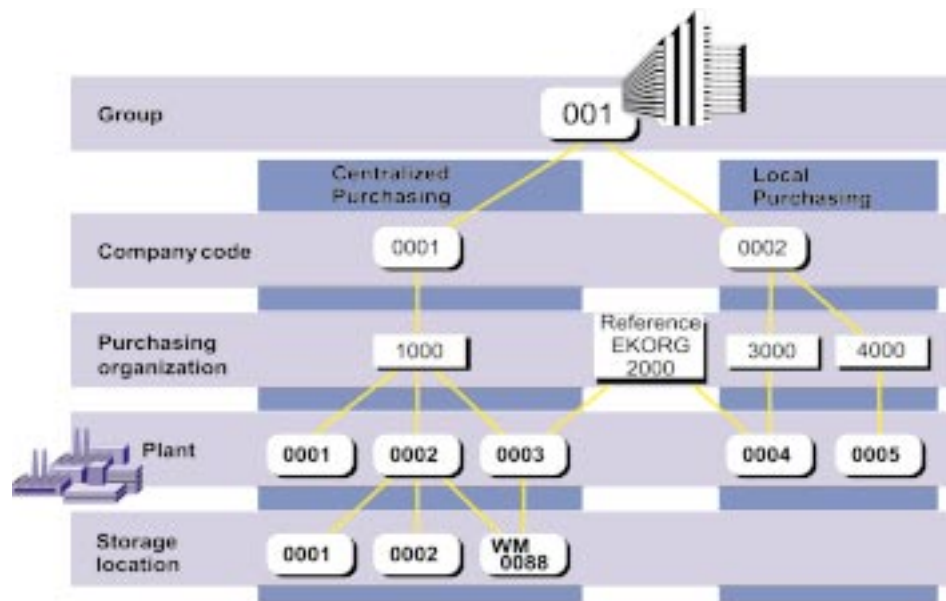 Group
001
Centralized
Purchasing
Local
Purchasing
Company code
0001
0002
Purchasing
organization
1000
Reference
EKORG
2000
3000
4000
Plant
0001
0002
0003
0004
0005
Storage
location
0001
0002
WM
0088